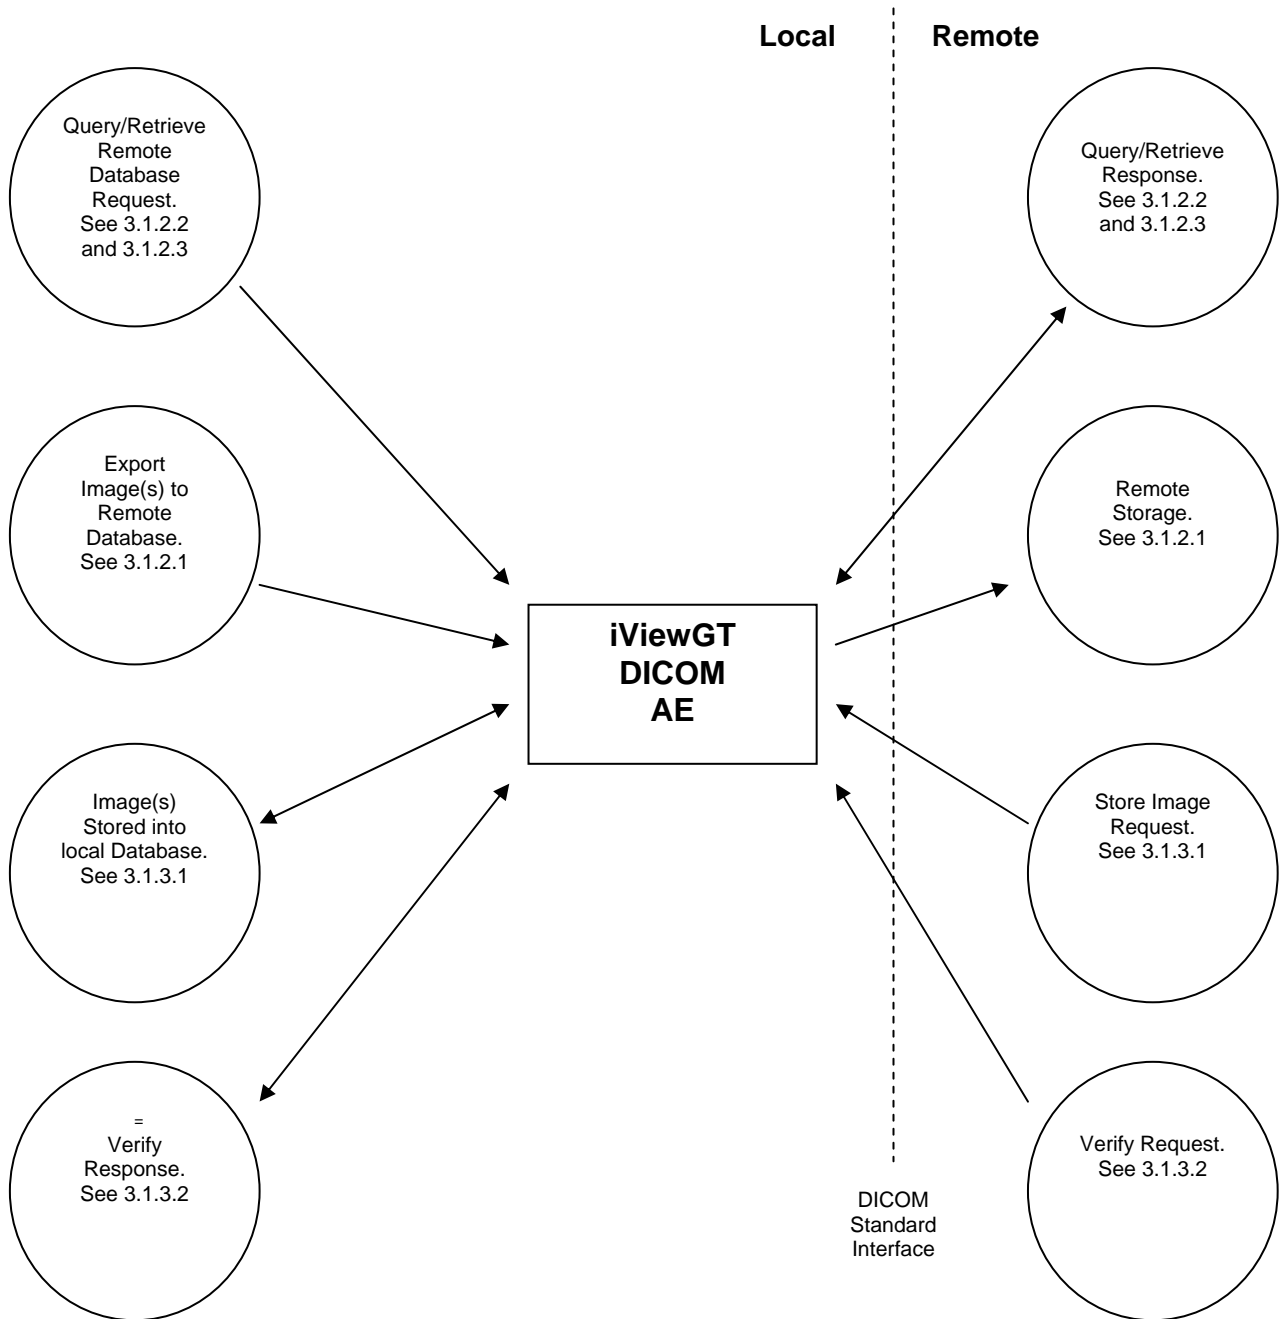 Local
Remote
Query/Retrieve
Remote
Database
Request.
See 3.1.2.2
and 3.1.2.3
Query/Retrieve
Response.
See 3.1.2.2
and 3.1.2.3
Export
Image(s) to
Remote
Database.
See 3.1.2.1
Remote
Storage.
See 3.1.2.1
iViewGT
DICOM
AE
Image(s)
Stored into
local Database.
See 3.1.3.1
Store Image
Request.
See 3.1.3.1
=
Verify
Response.
See 3.1.3.2
Verify Request.
See 3.1.3.2
DICOM
Standard
Interface